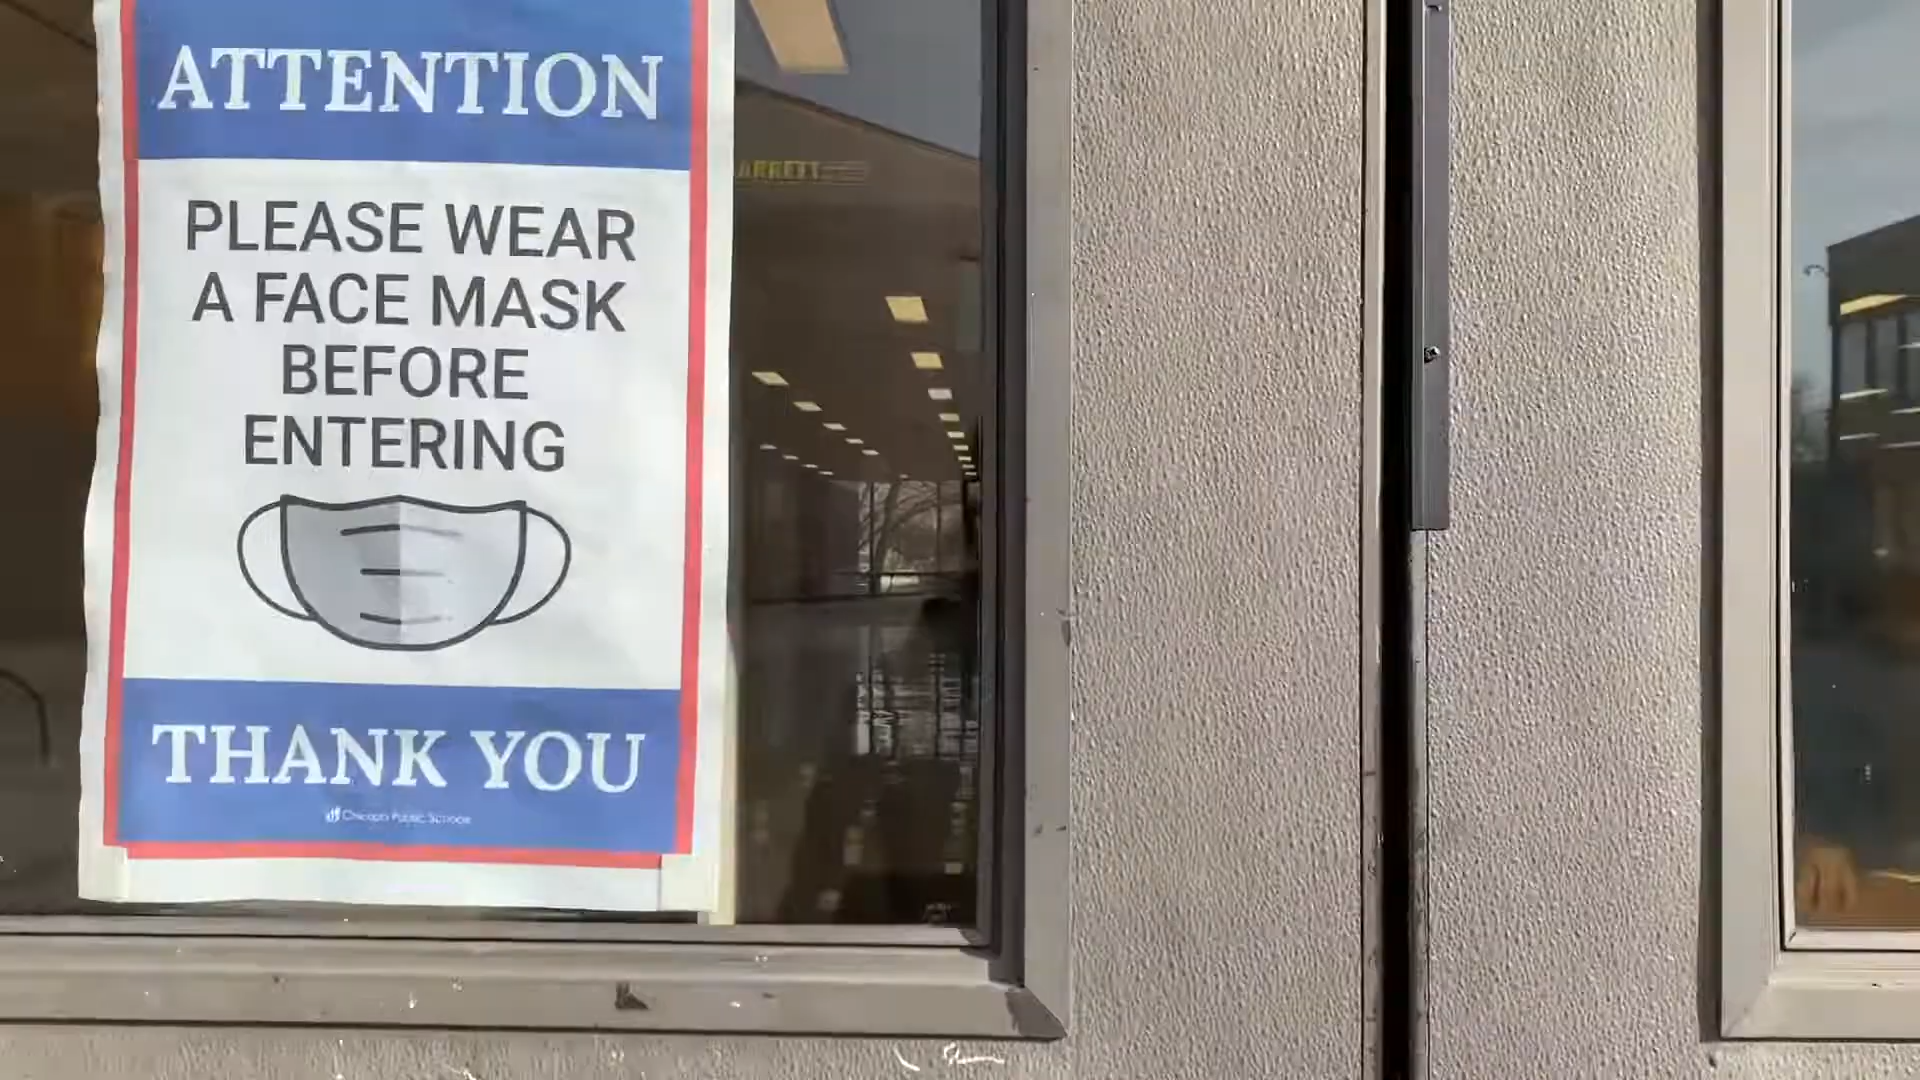 ATTENTION
PLEASE WEAR
A FACE MASK
BEFORE
ENTERING
THANK YOU
Chicago Public Schools